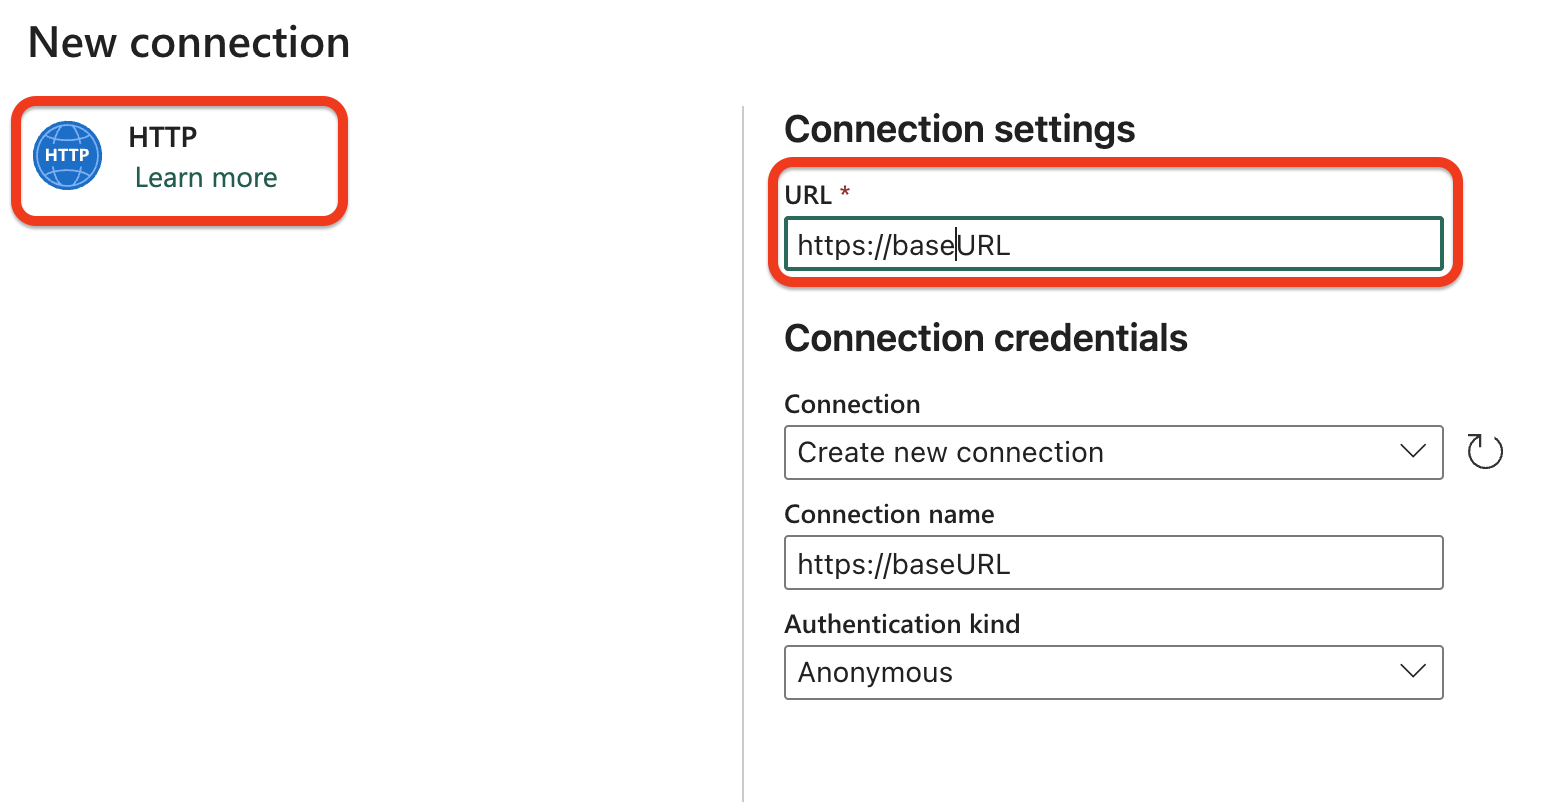 New connection
HTTP
HTTP
Learn more
Connection settings
URL *
https://baseURL
Connection credentials
Connection
Create new connection
Connection name
https://baseURL
Authentication kind
Anonymous